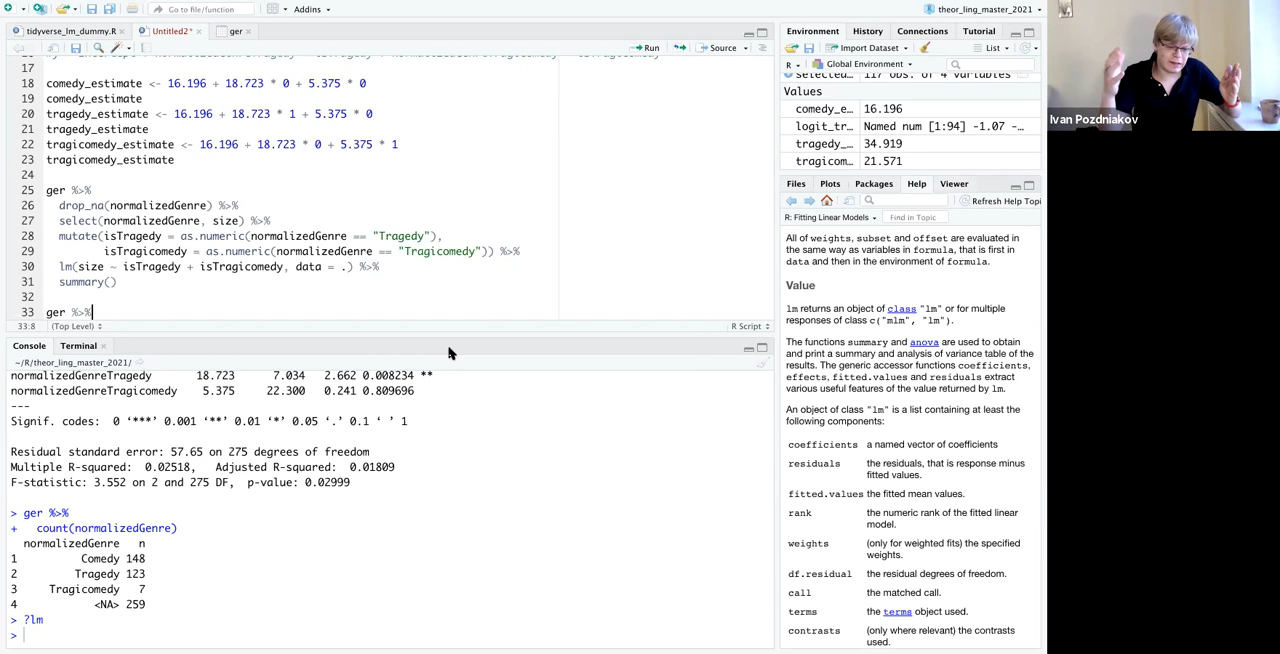 Go to file/function
Addins
theor_ling_master_2021
tidyverse_lm_dummy.R
Untitled2*
ger
Run
Source
17
18 comedy_estimate <- 16.196 + 18.723 * 0 + 5.375 * 0
19 comedy_estimate
20 tragedy_estimate <- 16.196 + 18.723 * 1 + 5.375 * 0
21 tragedy_estimate
22 tragicomedy_estimate <- 16.196 + 18.723 * 0 + 5.375 * 1
23 tragicomedy_estimate
24
25 ger %>%
26 drop_na(normalizedGenre) %>%
27 select(normalizedGenre, size) %>%
28 mutate(isTragedy = as.numeric(normalizedGenre == "Tragedy"),
29 isTragicomedy = as.numeric(normalizedGenre == "Tragicomedy")) %>%
30 lm(size ~ isTragedy + isTragicomedy, data = .) %>%
31 summary()
32
33 ger %>%
33:8 (Top Level) R Script
Console Terminal
~/R/theor_ling_master_2021/
normalizedGenreTragedy 18.723 7.034 2.662 0.008234 **
normalizedGenreTragicomedy 5.375 22.300 0.241 0.809696
---
Signif. codes: 0 ‘***’ 0.001 ‘**’ 0.01 ‘*’ 0.05 ‘.’ 0.1 ‘ ’ 1
Residual standard error: 57.65 on 275 degrees of freedom
Multiple R-squared: 0.02518, Adjusted R-squared: 0.01809
F-statistic: 3.552 on 2 and 275 DF, p-value: 0.02999
> ger %>%
+ count(normalizedGenre)
normalizedGenre n
1 Comedy 148
2 Tragedy 123
3 Tragicomedy 7
4 <NA> 259
> ?lm
>
Environment History Connections Tutorial
Import Dataset List
R Global Environment
selected… 117 obs. of 4 variables
Values
comedy_e… 16.196
logit_tr… Named num [1:94] -1.07 -…
tragedy_… 34.919
tragicom… 21.571
Files Plots Packages Help Viewer
Refresh Help Topi
R: Fitting Linear Models Find in Topic
All of weights, subset and offset are evaluated in
the same way as variables in formula, that is first in
data and then in the environment of formula.
Value
lm returns an object of class "lm" or for multiple
responses of class c("mlm", "lm").
The functions summary and anova are used to obtain
and print a summary and analysis of variance table of the
results. The generic accessor functions coefficients,
effects, fitted.values and residuals extract
various useful features of the value returned by lm.
An object of class "lm" is a list containing at least the
following components:
coefficients a named vector of coefficients
residuals the residuals, that is response minus
fitted values.
fitted.values the fitted mean values.
rank the numeric rank of the fitted linear
model.
weights (only for weighted fits) the specified
weights.
df.residual the residual degrees of freedom.
call the matched call.
terms the terms object used.
contrasts (only where relevant) the contrasts
used.
Ivan Pozdniakov